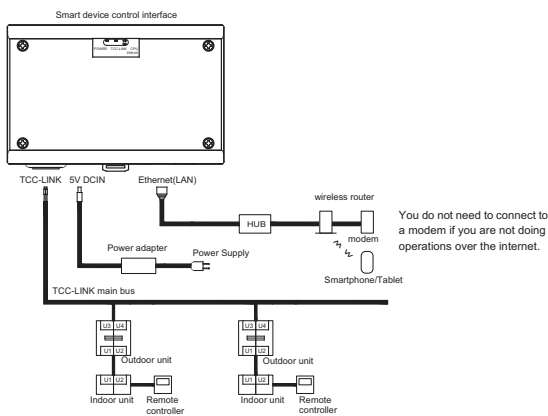 Smart device control interface
POWER TCC-LINK CPU
ERROR
TCC-LINK 5V DCIN Ethernet(LAN)
wireless router
HUB
modem
You do not need to connect to
a modem if you are not doing
operations over the internet.
Power adapter
Power Supply
Smartphone/Tablet
TCC-LINK main bus
U3 U4
U1 U2
Outdoor unit
U1 U2
Indoor unit
Remote
controller
U3 U4
U1 U2
Outdoor unit
U1 U2
Indoor unit
Remote
controller